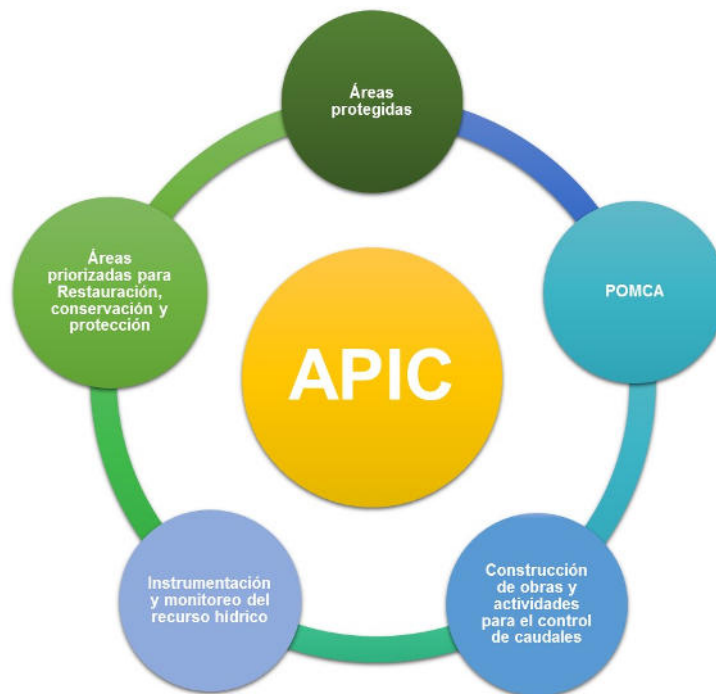 Áreas
protegidas
POMCA
Construcción
de obras y
actividades
para el control
de caudales
Instrumentación
y monitoreo del
recurso hídrico
Áreas
priorizadas para
Restauración,
conservación y
protección
APIC